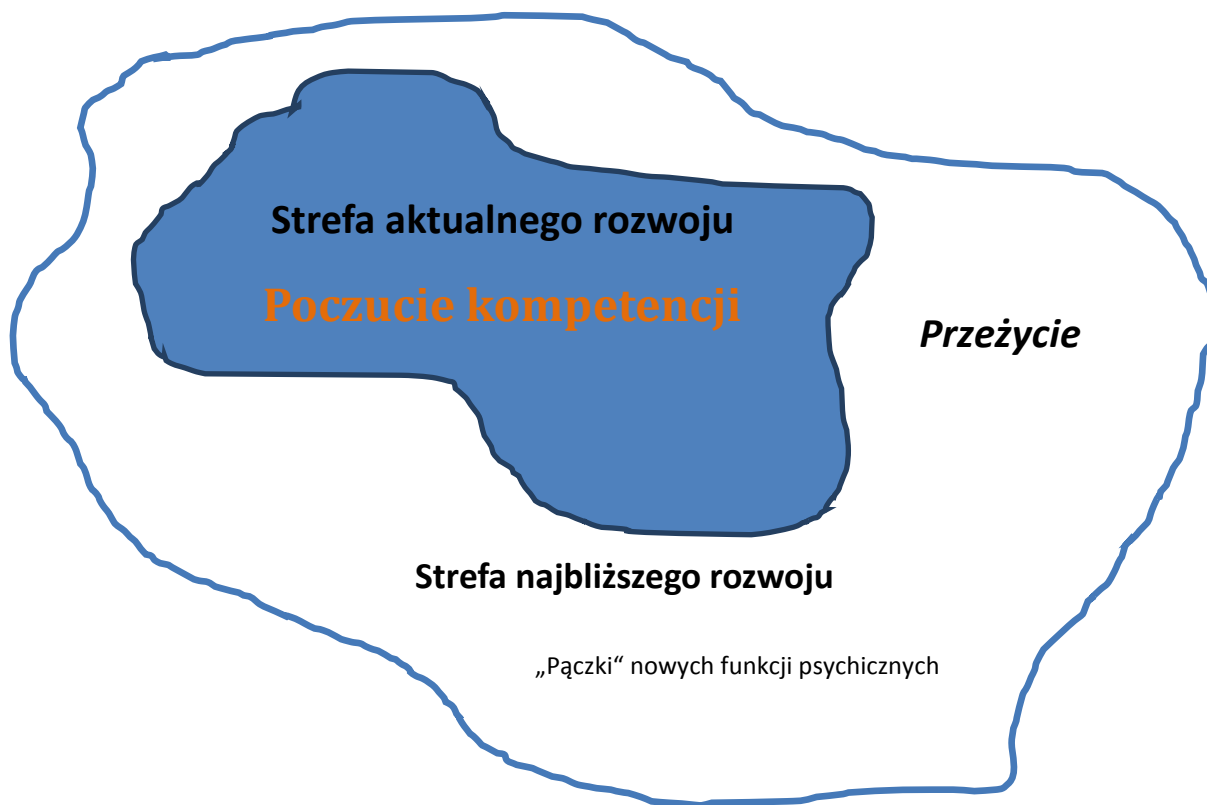 Strefa aktualnego rozwoju
Poczucie kompetencji
Przeżycie
Strefa najbliższego rozwoju
„Pączki“ nowych funkcji psychicznych